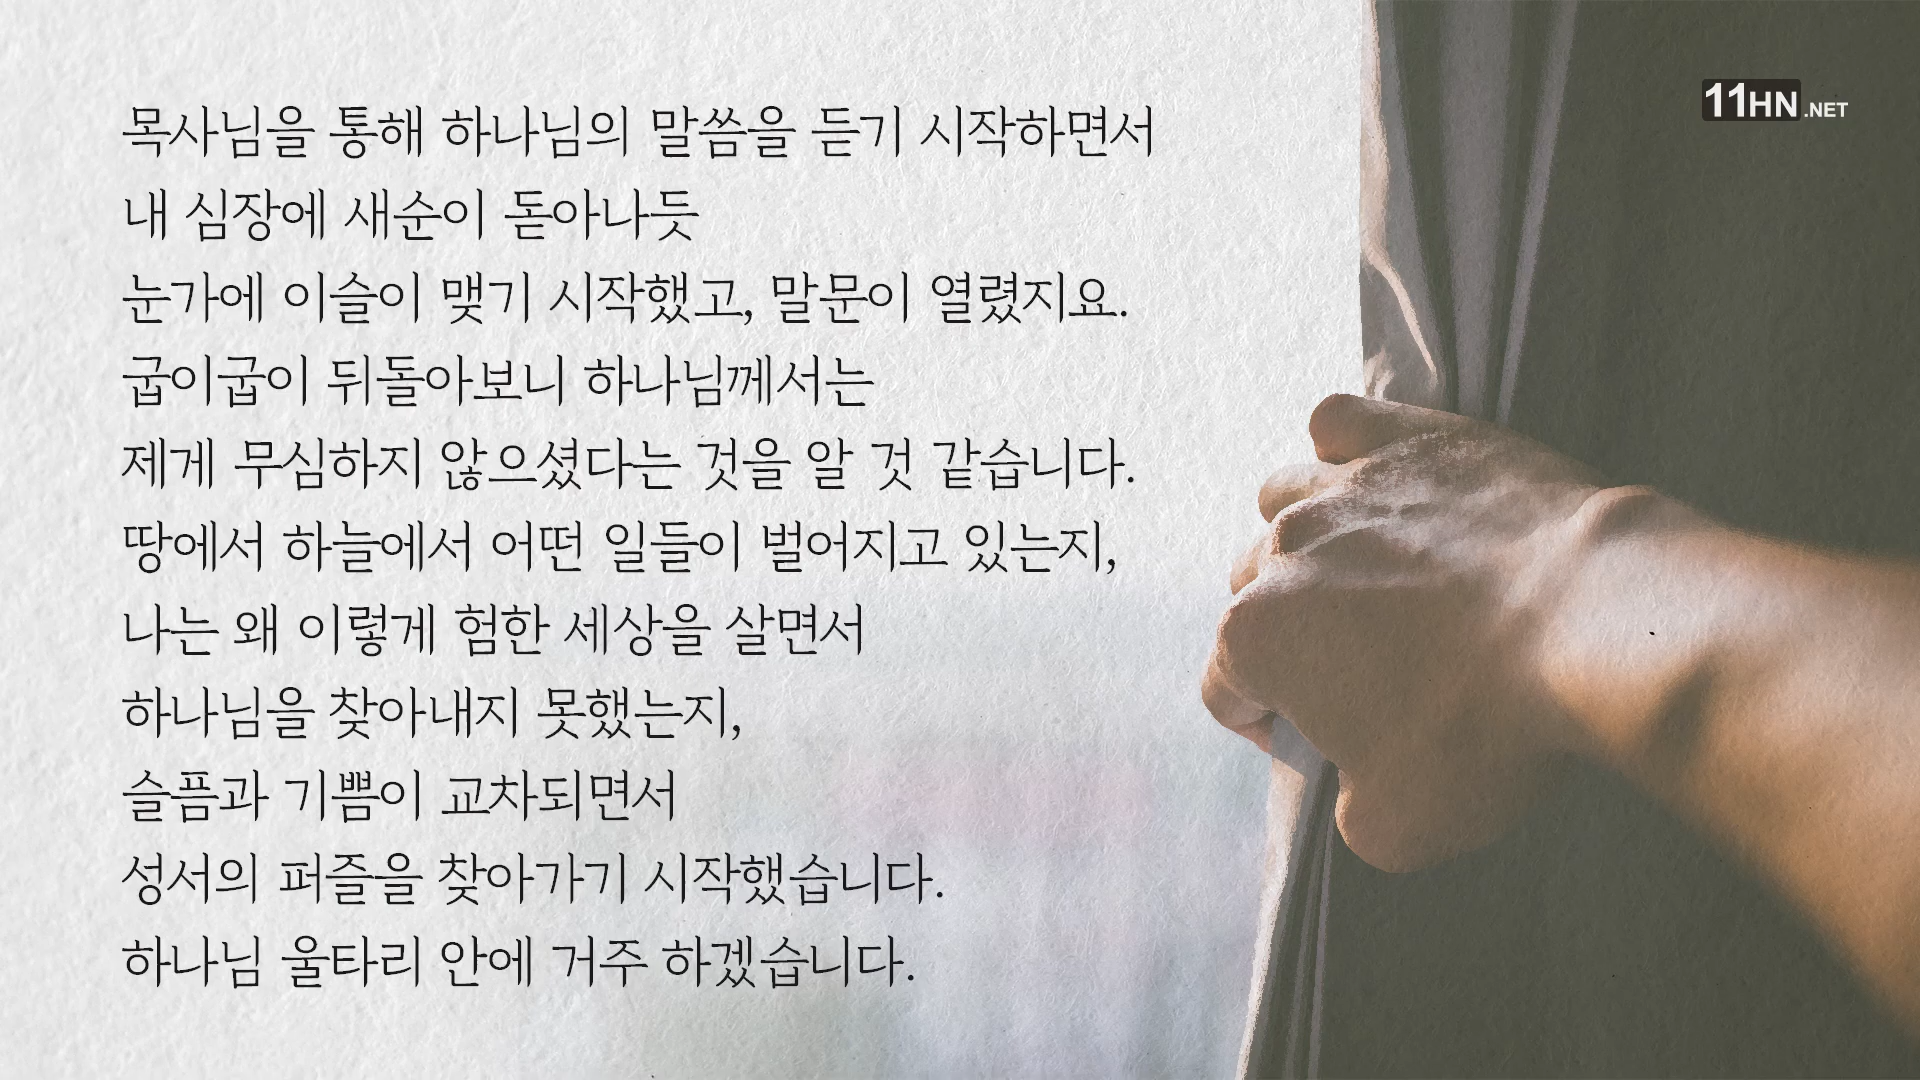 목사님을 통해 하나님의 말씀을 듣기 시작하면서
내 심장에 새순이 돋아나듯
눈가에 이슬이 맺기 시작했고, 말문이 열렸지요.
굽이굽이 뒤돌아보니 하나님께서는
제게 무심하지 않으셨다는 것을 알 것 같습니다.
땅에서 하늘에서 어떤 일들이 벌어지고 있는지,
나는 왜 이렇게 험한 세상을 살면서
하나님을 찾아내지 못했는지,
슬픔과 기쁨이 교차되면서
성서의 퍼즐을 찾아가기 시작했습니다.
하나님 울타리 안에 거주 하겠습니다.
11HN.NET